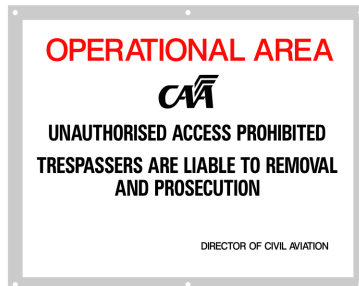 OPERATIONAL AREA
CAA
UNAUTHORISED ACCESS PROHIBITED
TRESPASSERS ARE LIABLE TO REMOVAL
AND PROSECUTION
DIRECTOR OF CIVIL AVIATION